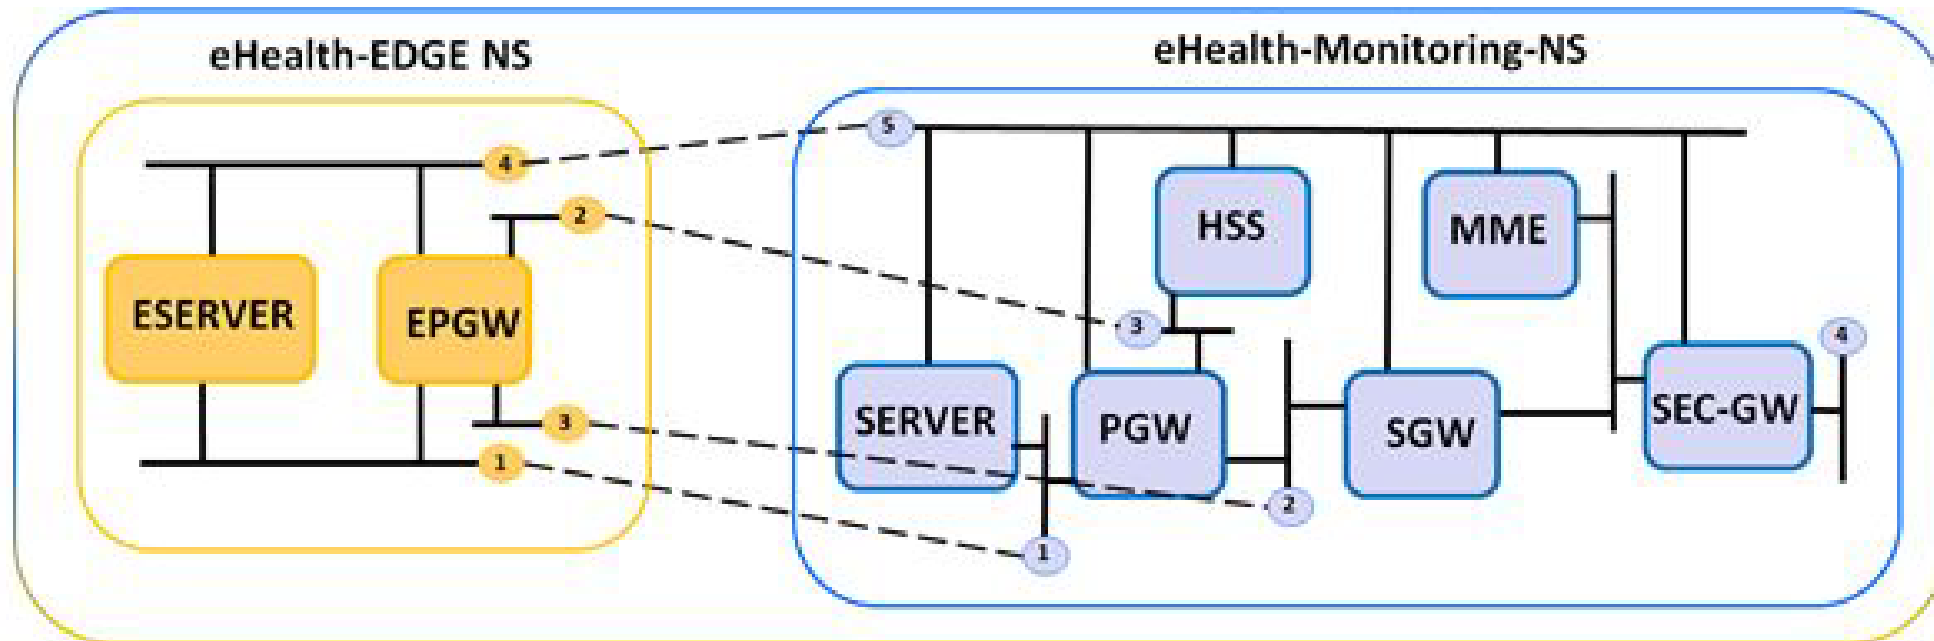 eHealth-EDGE NS
eHealth-Monitoring-NS
5
4
2
HSS
MME
ESERVER
EPGW
3
4
SERVER
PGW
SGW
SEC-GW
3
1
2
1